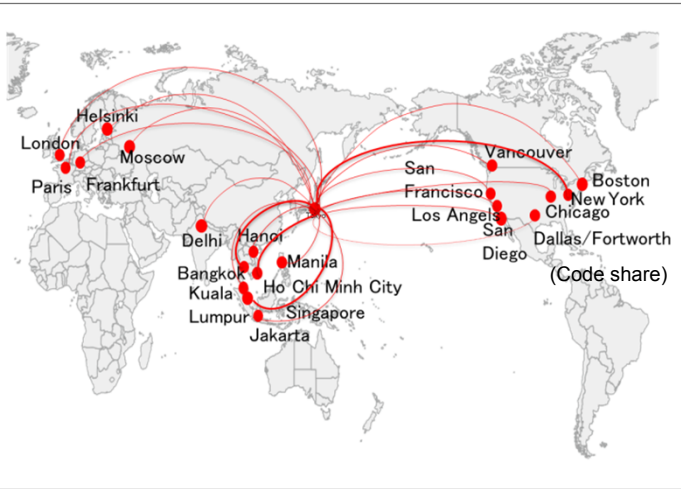 Helsinki
London
Moscow
Paris
Frankfurt
Vancouver
San
Francisco
Boston
New York
Los Angels
Chicago
San
Diego
Dallas/Fortworth
(Code share)
Delhi
Hanoi
Manila
Bangkok
Ho Chi Minh City
Kuala
Lumpur
Singapore
Jakarta